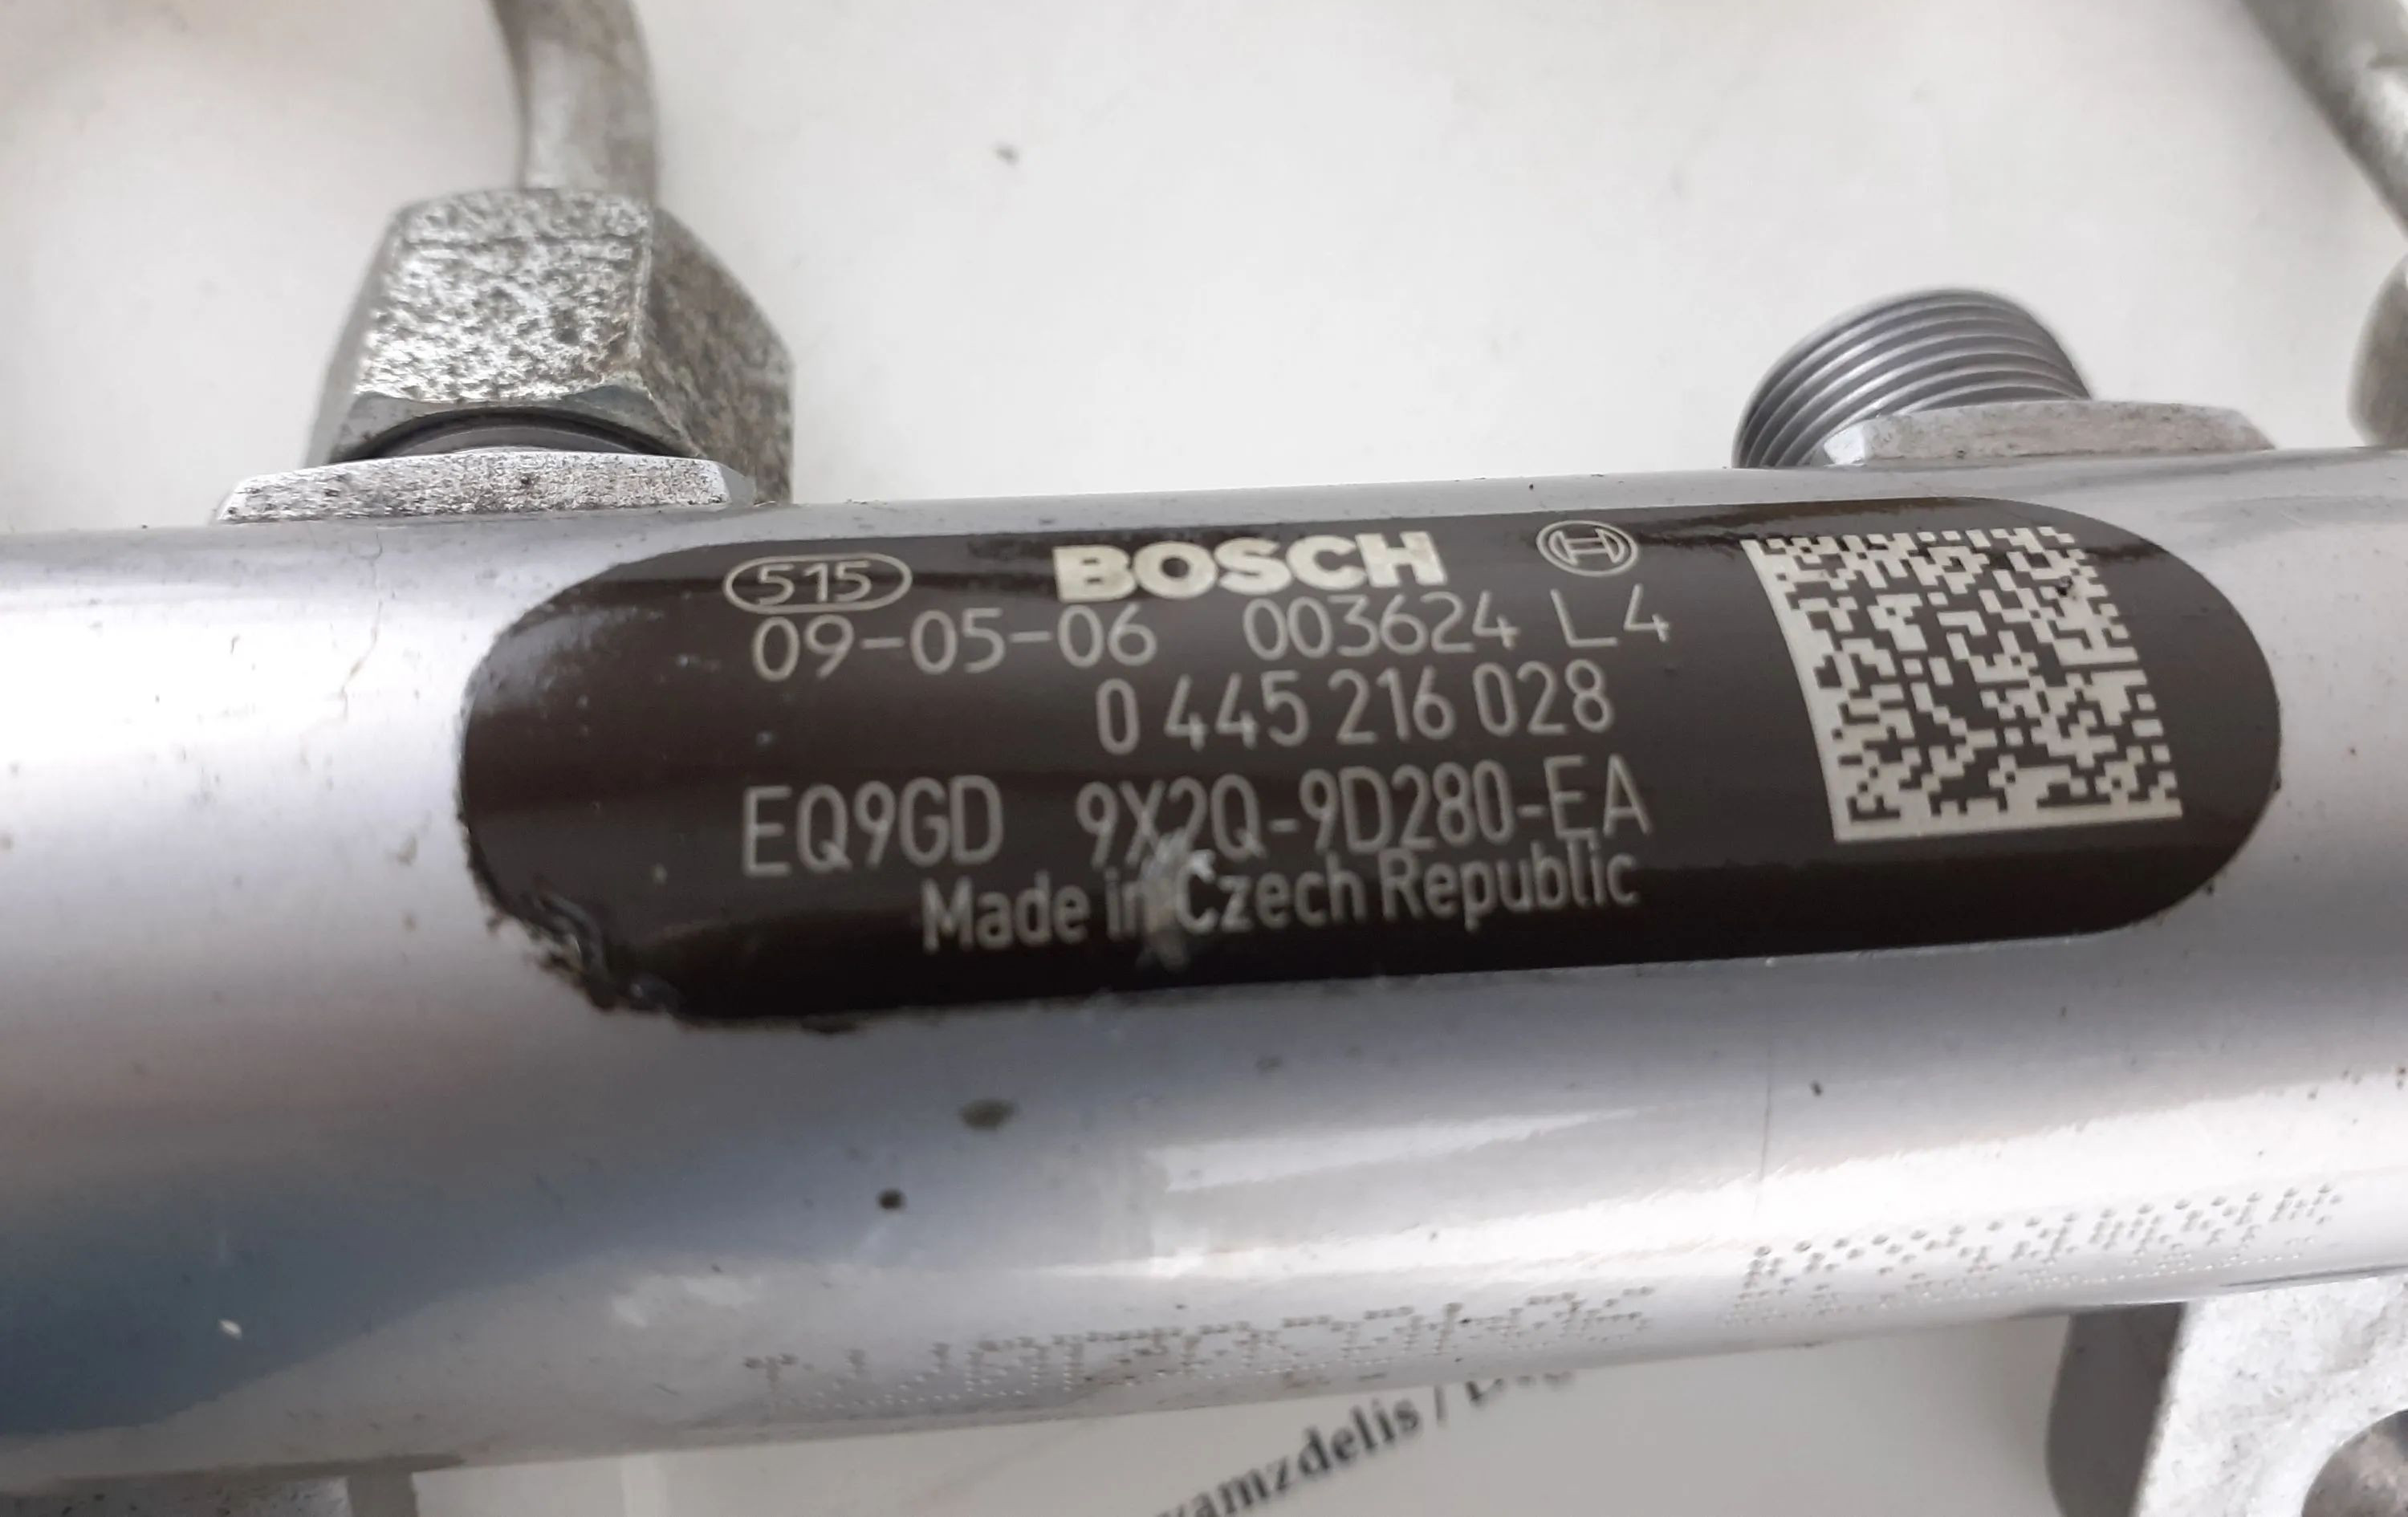 515 BOSCH
09-05-06 003624 L4
0 445 216 028
EQ9GD 9X2Q-9D280-EA
Made in Czech Republic